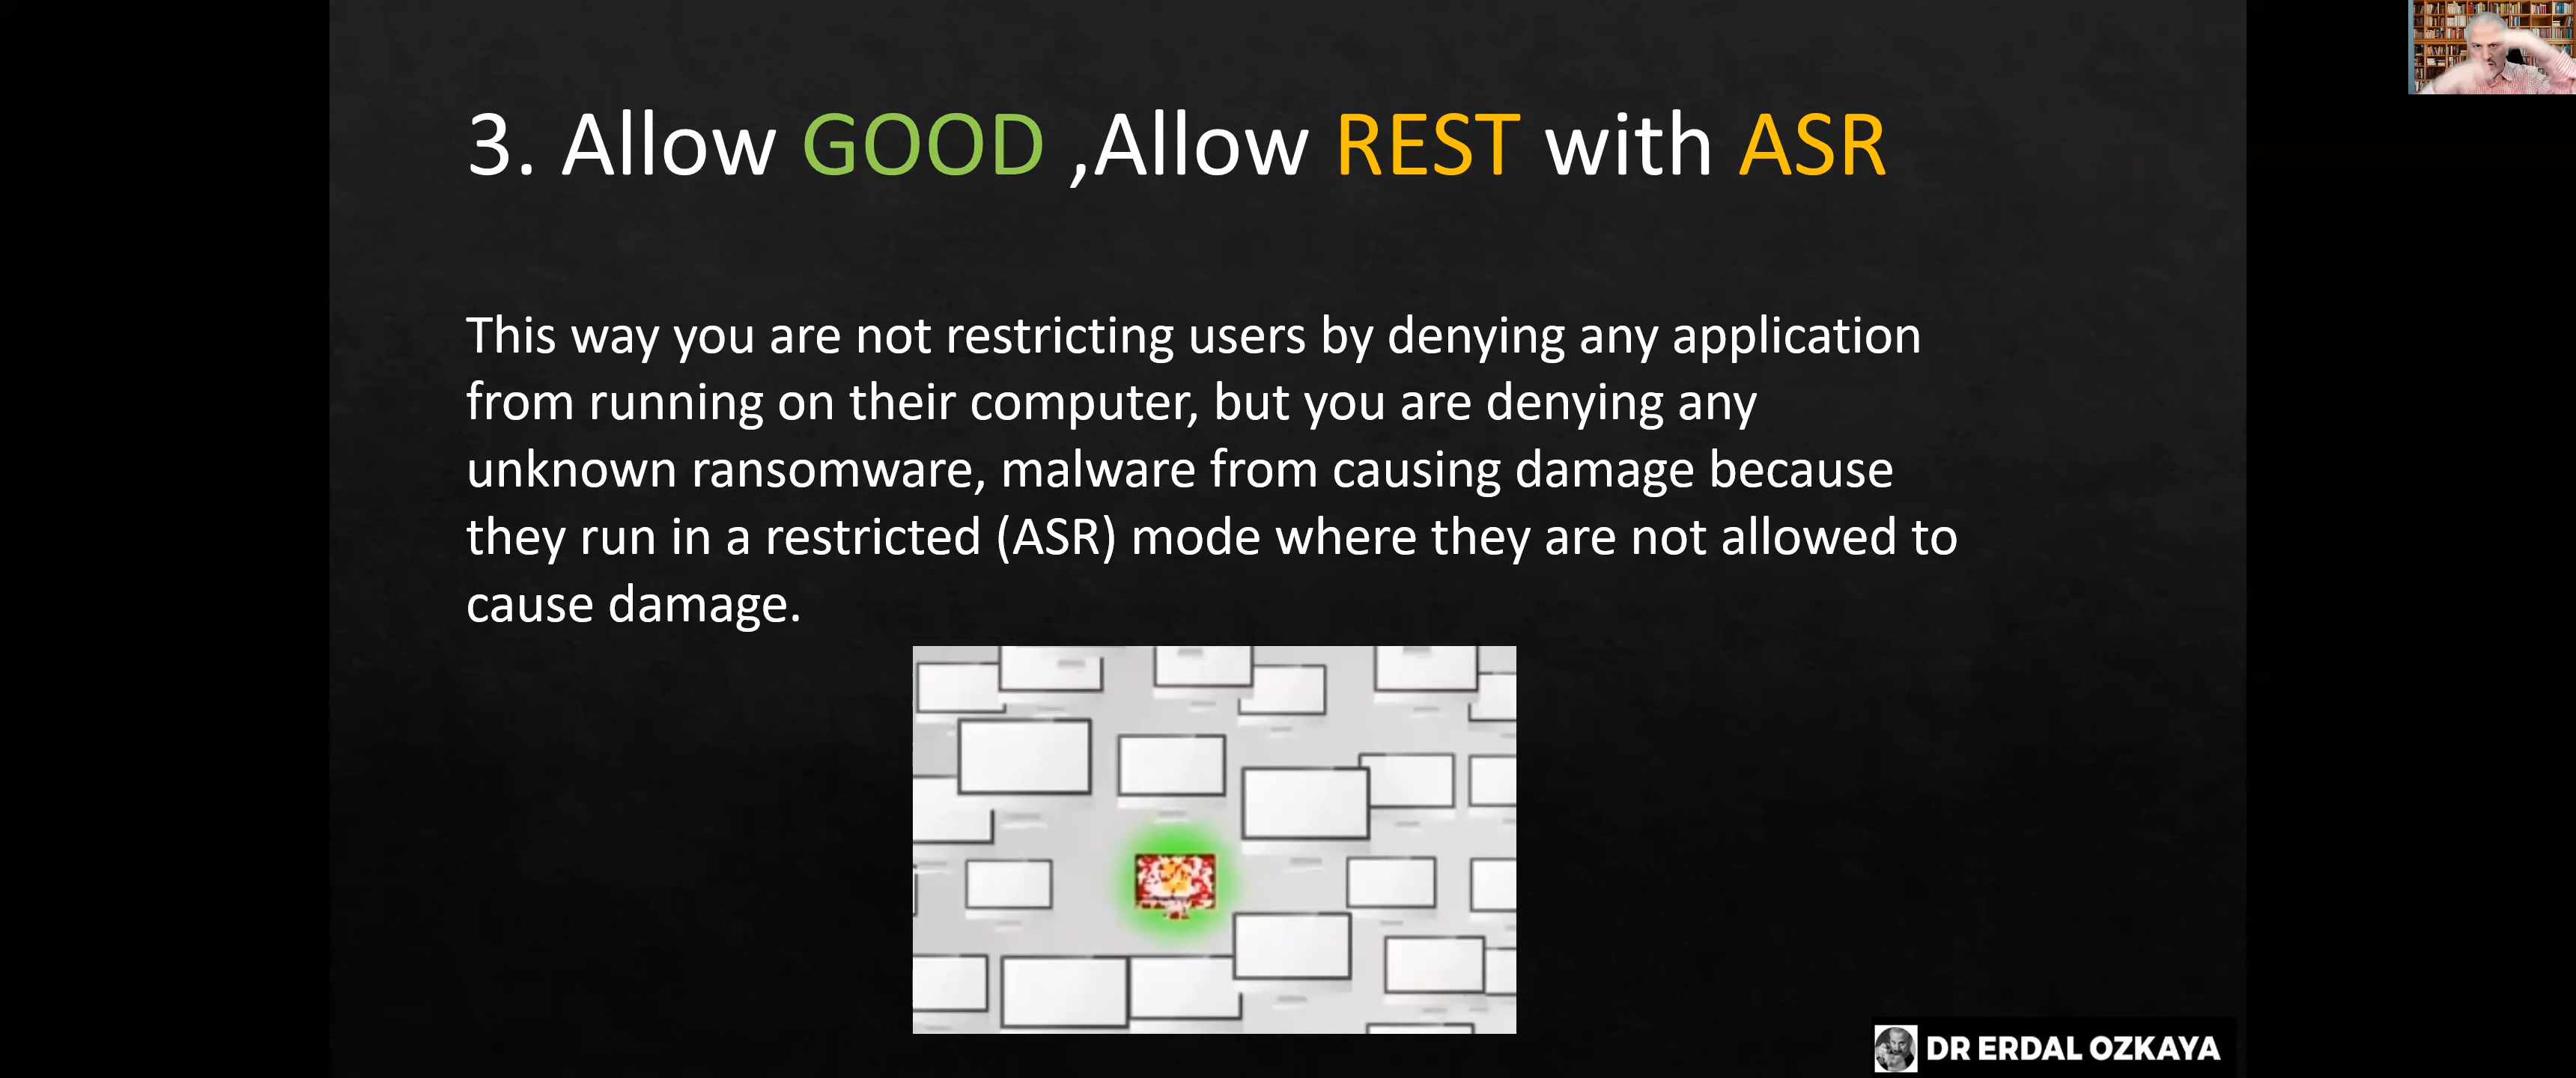 3. Allow GOOD ,Allow REST with ASR
This way you are not restricting users by denying any application
from running on their computer, but you are denying any
unknown ransomware, malware from causing damage because
they run in a restricted (ASR) mode where they are not allowed to
cause damage.
DR ERDAL OZKAYA